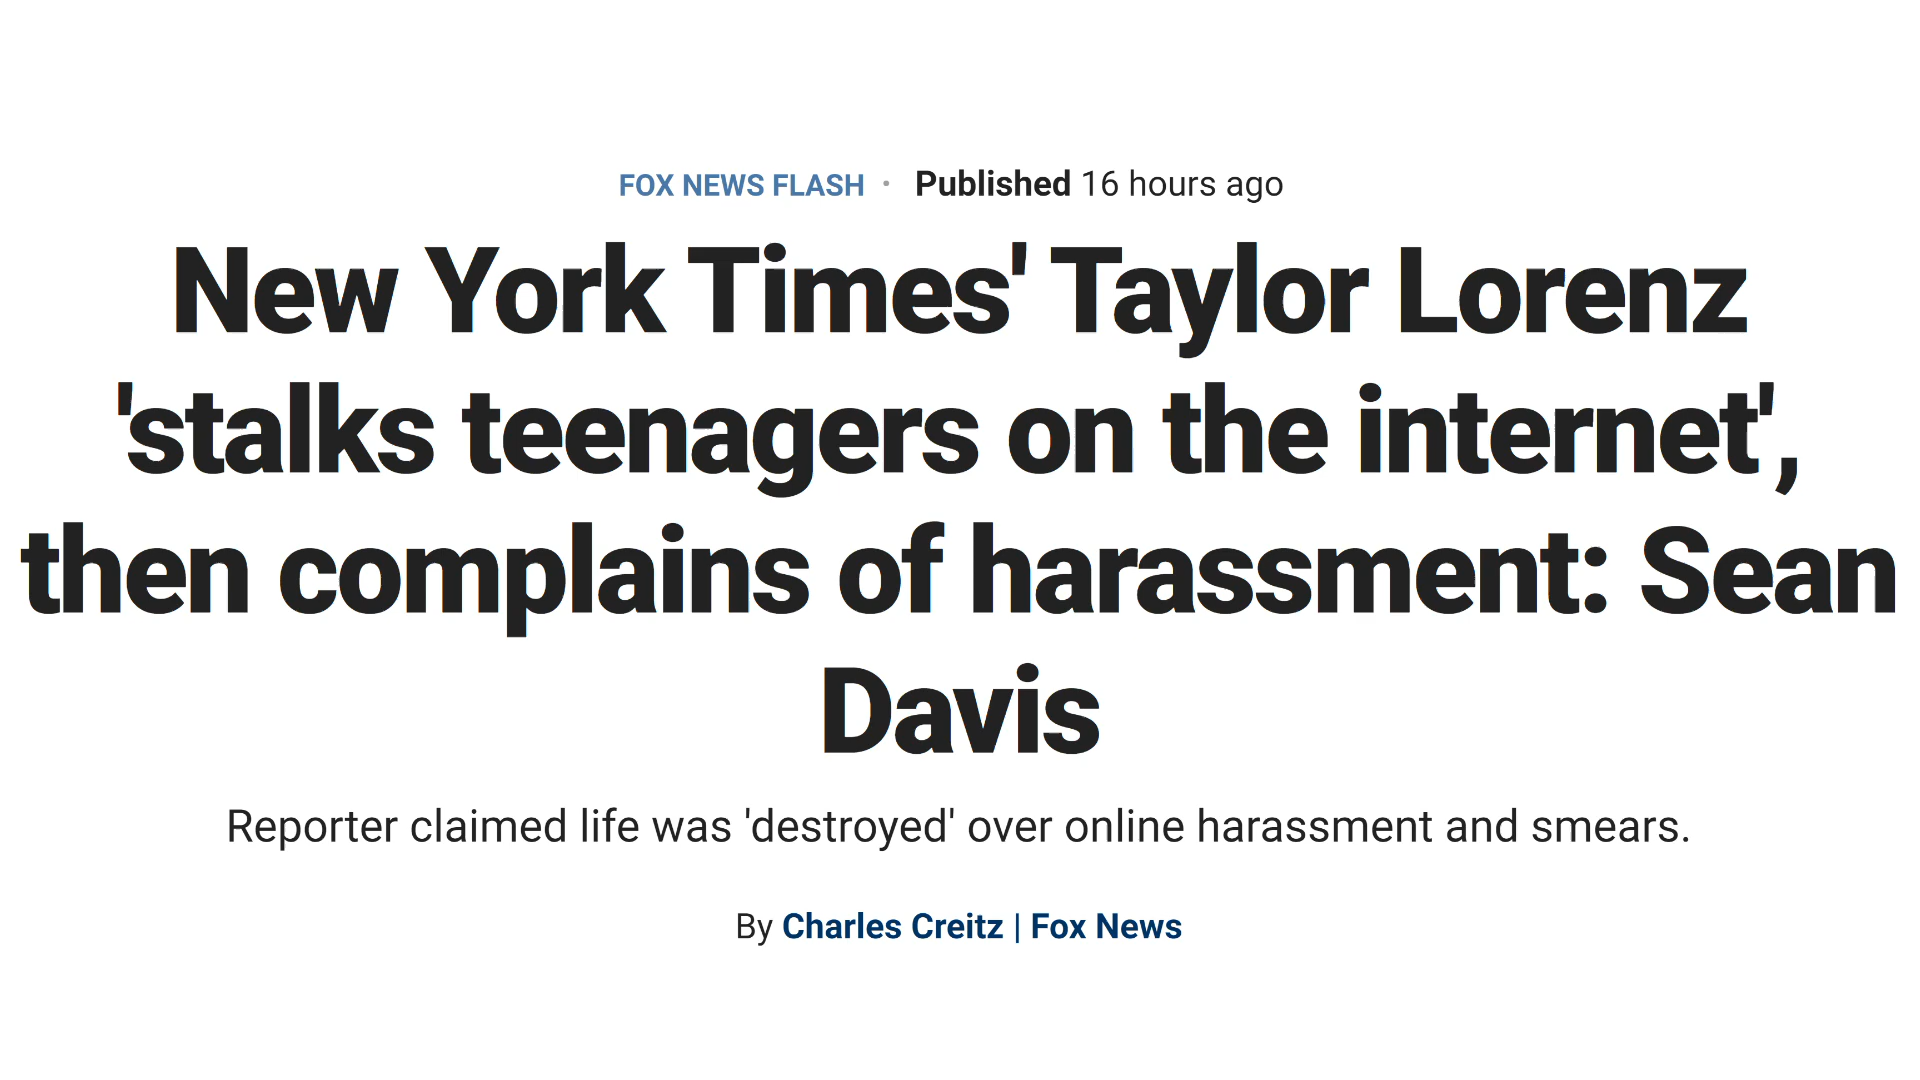 FOX NEWS FLASH · Published 16 hours ago
New York Times' Taylor Lorenz
'stalks teenagers on the internet',
then complains of harassment: Sean
Davis
Reporter claimed life was 'destroyed' over online harassment and smears.
By Charles Creitz | Fox News